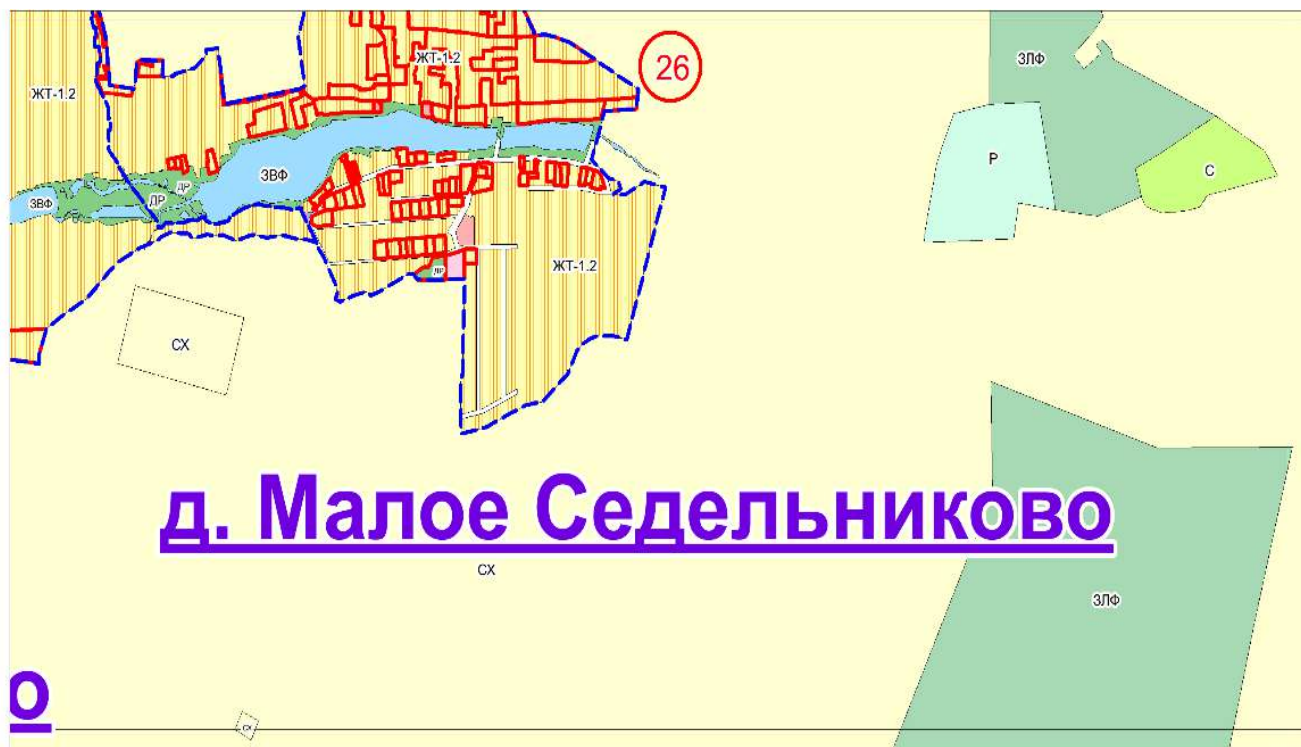 ЖТ-1.2
ЗЛФ
26
ЖТ-1.2
Р
С
ЗВФ
ДР
ДР
ЗВФ
ДР
ЖТ-1.2
СХ
д. Малое Седельниково
СХ
ЗЛФ
о
СХ